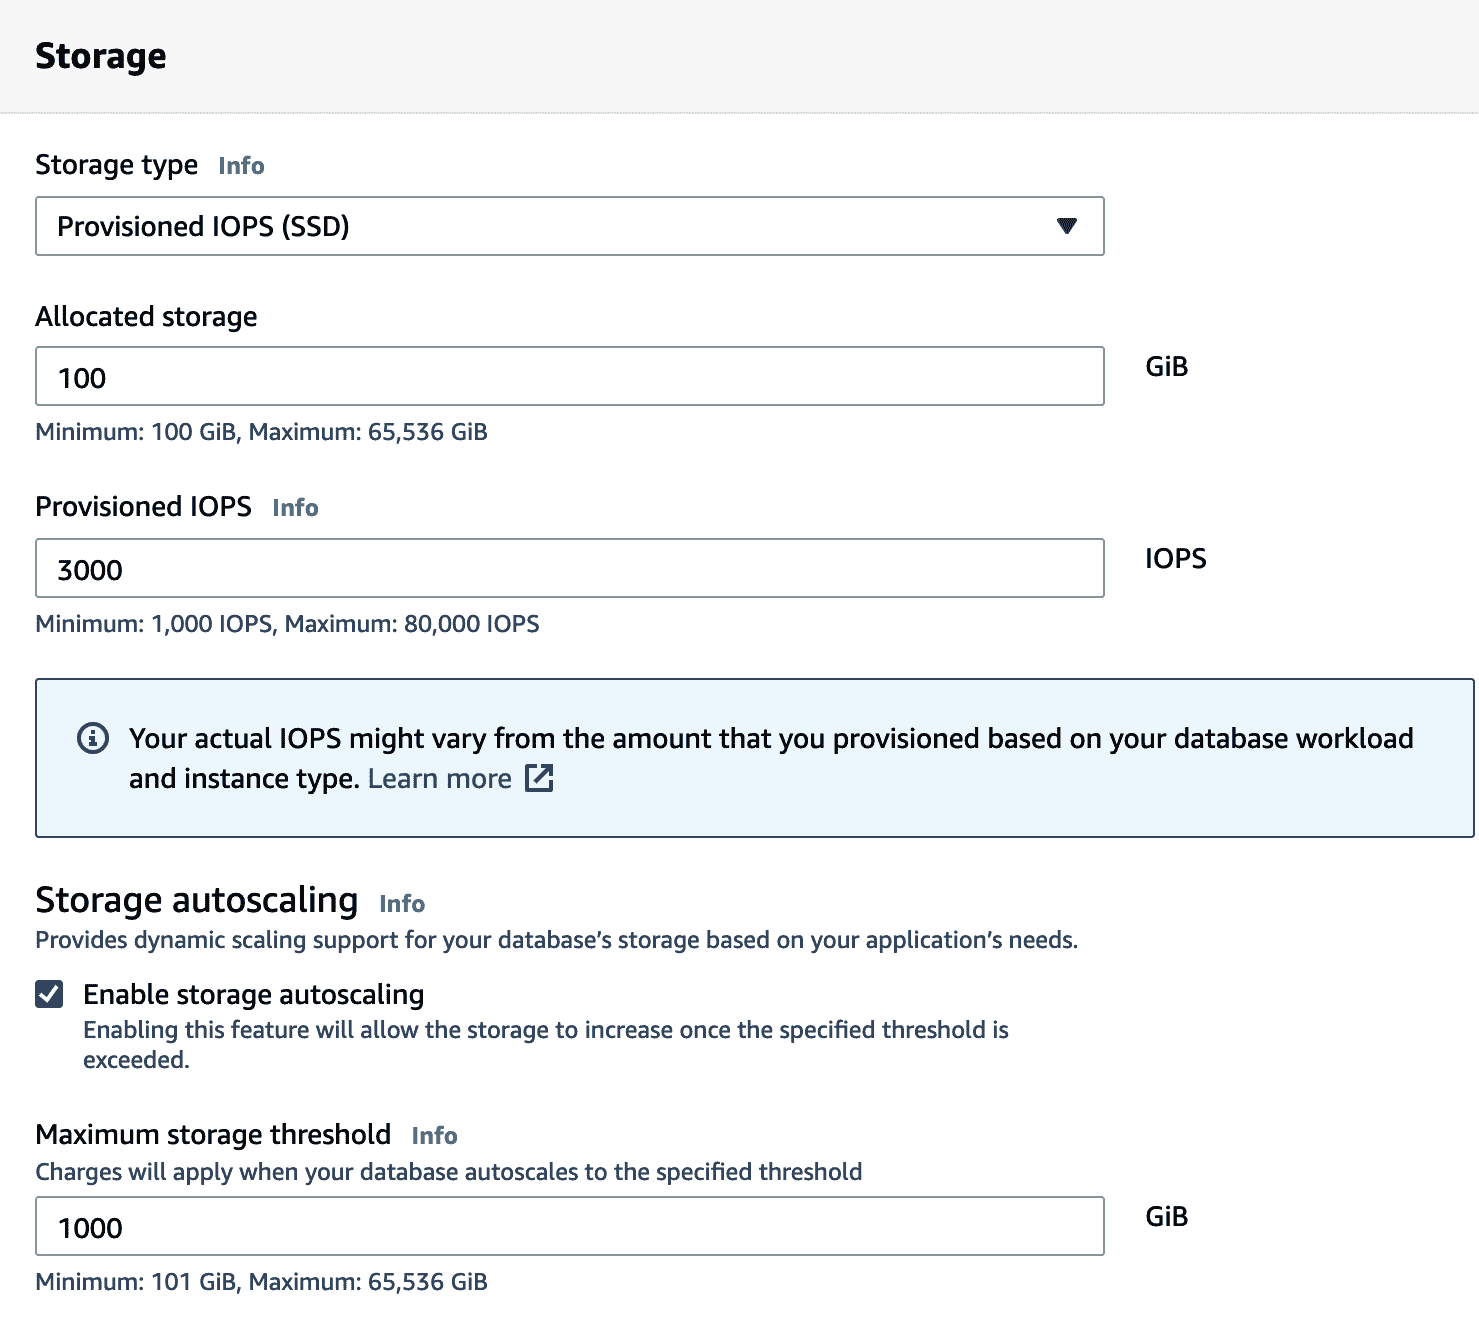 Storage
Storage type Info
Provisioned IOPS (SSD)
Allocated storage
100 GiB
Minimum: 100 GiB, Maximum: 65,536 GiB
Provisioned IOPS Info
3000 IOPS
Minimum: 1,000 IOPS, Maximum: 80,000 IOPS
Your actual IOPS might vary from the amount that you provisioned based on your database workload
and instance type. Learn more
Storage autoscaling Info
Provides dynamic scaling support for your database’s storage based on your application’s needs.
Enable storage autoscaling
Enabling this feature will allow the storage to increase once the specified threshold is
exceeded.
Maximum storage threshold Info
Charges will apply when your database autoscales to the specified threshold
1000 GiB
Minimum: 101 GiB, Maximum: 65,536 GiB